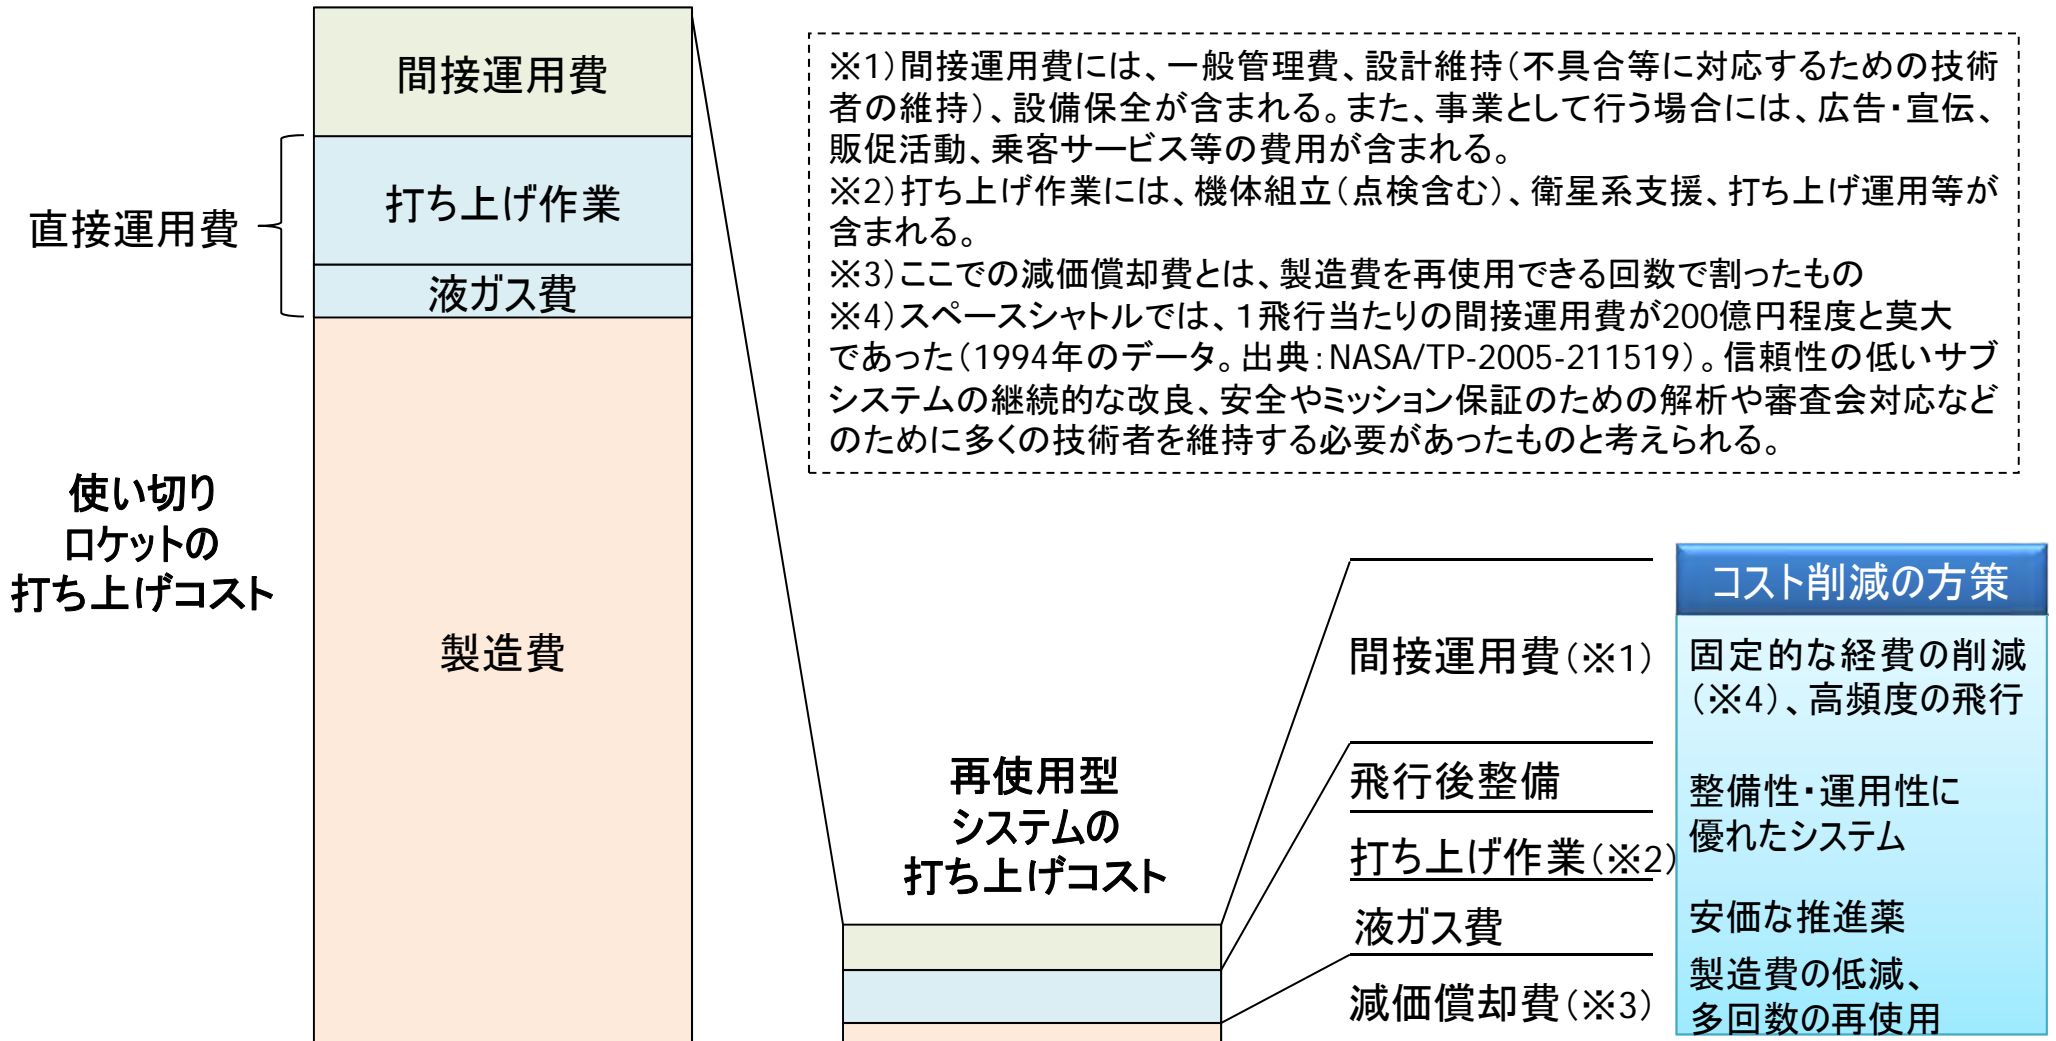 間接運用費
打ち上げ作業
直接運用費
液ガス費
使い切り
ロケットの
打ち上げコスト
製造費
※1)間接運用費には、一般管理費、設計維持(不具合等に対応するための技術
者の維持)、設備保全が含まれる。また、事業として行う場合には、広告・宣伝、
販促活動、乗客サービス等の費用が含まれる。
※2)打ち上げ作業には、機体組立(点検含む)、衛星系支援、打ち上げ運用等が
含まれる。
※3)ここでの減価償却費とは、製造費を再使用できる回数で割ったもの
※4)スペースシャトルでは、1飛行当たりの間接運用費が200億円程度と莫大
であった(1994年のデータ。出典:NASA/TP-2005-211519)。信頼性の低いサブ
システムの継続的な改良、安全やミッション保証のための解析や審査会対応など
のために多くの技術者を維持する必要があったものと考えられる。
再使用型
システムの
打ち上げコスト
間接運用費(※1)
飛行後整備
打ち上げ作業(※2)
液ガス費
減価償却費(※3)
コスト削減の方策
固定的な経費の削減
(※4)、高頻度の飛行
整備性・運用性に
優れたシステム
安価な推進薬
製造費の低減、
多回数の再使用